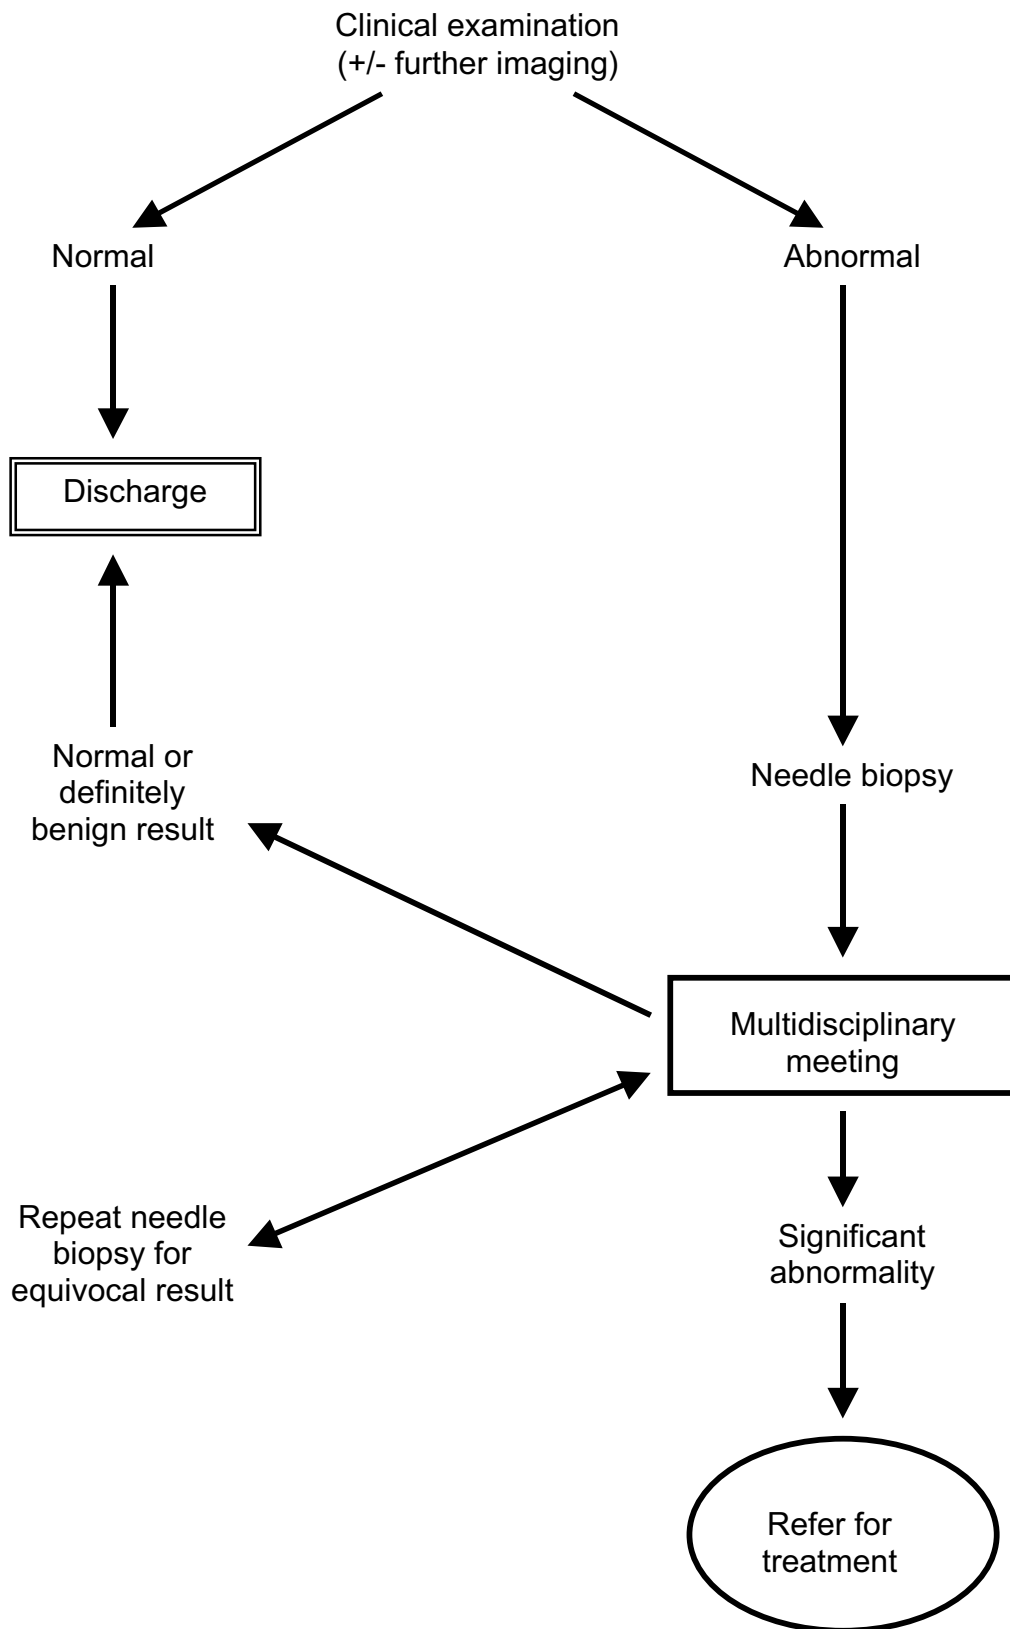 Clinical examination
(+/- further imaging)
Normal
Abnormal
Discharge
Normal or
definitely
benign result
Needle biopsy
Multidisciplinary
meeting
Repeat needle
biopsy for
equivocal result
Significant
abnormality
Refer for
treatment